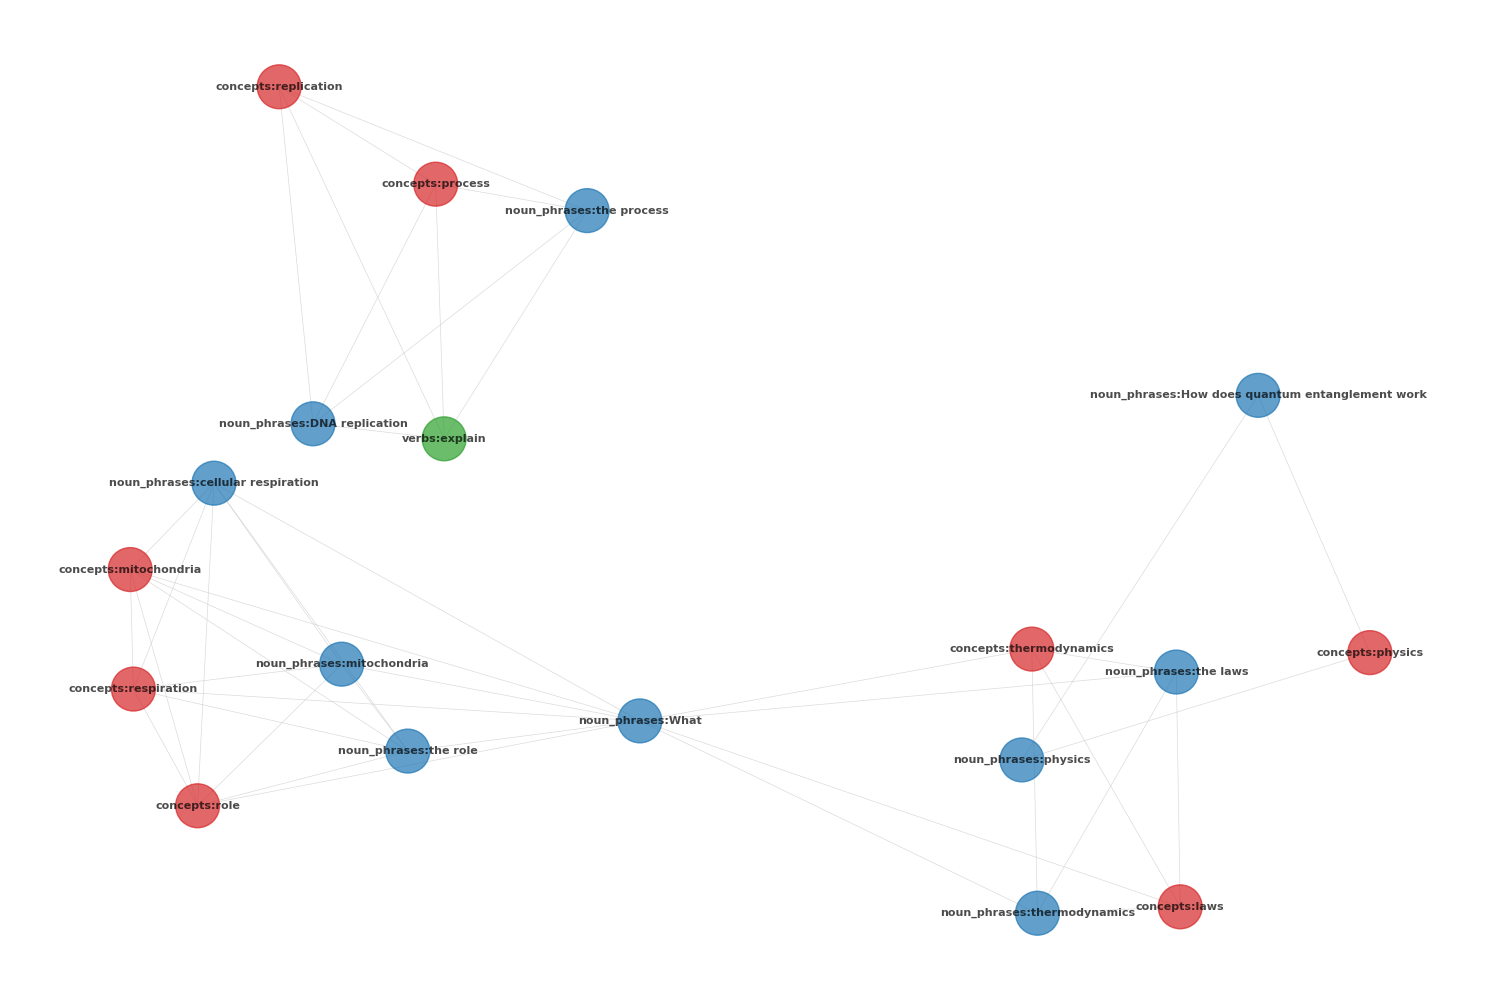 concepts:replication
concepts:process
noun_phrases:the process
noun_phrases:How does quantum entanglement work
noun_phrases:DNA replication
verbs:explain
noun_phrases:cellular respiration
concepts:mitochondria
concepts:thermodynamics
concepts:physics
noun_phrases:mitochondria
noun_phrases:the laws
concepts:respiration
noun_phrases:What
noun_phrases:the role
noun_phrases:physics
concepts:role
concepts:laws
noun_phrases:thermodynamics